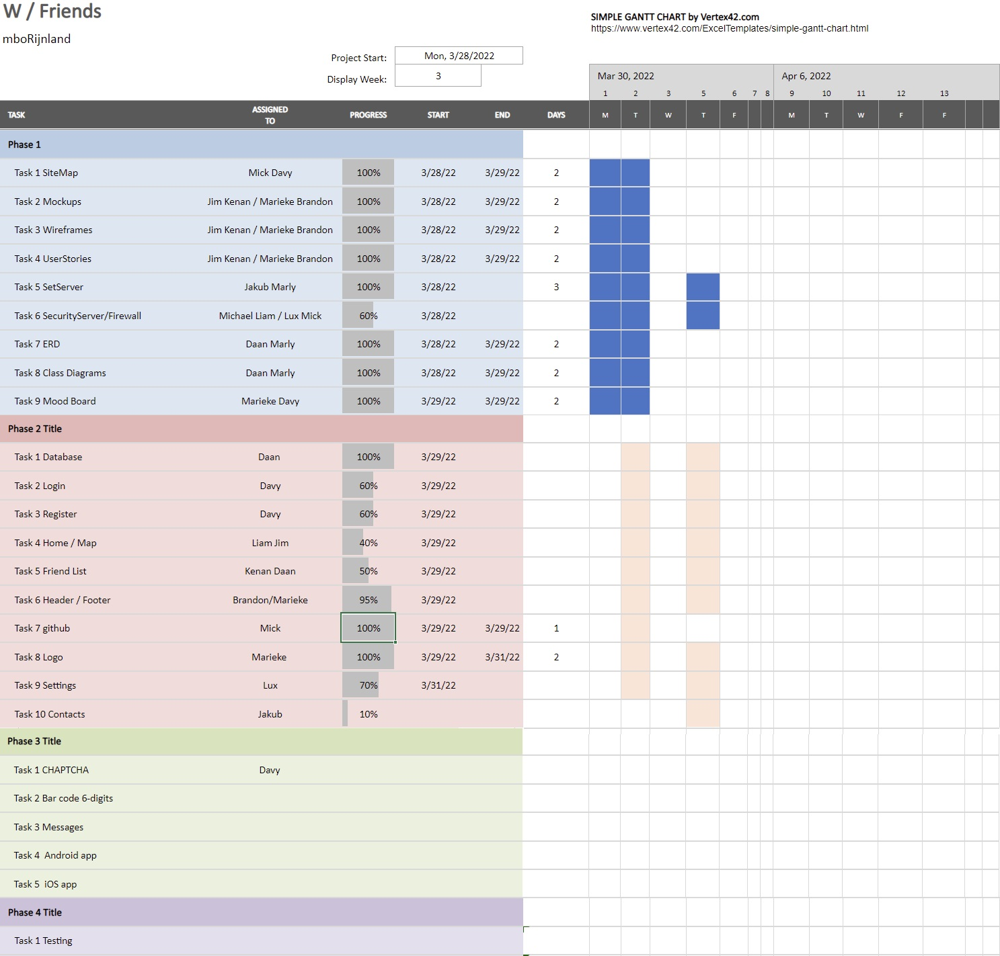 W / Friends
SIMPLE GANTT CHART by Vertex42.com
https://www.vertex42.com/ExcelTemplates/simple-gantt-chart.html
mboRijnland
Project Start: Mon, 3/28/2022
Display Week: 3
Mar 30, 2022 Apr 6, 2022
1 2 3 5 6 7 8 9 10 11 12 13
TASK ASSIGNED TO PROGRESS START END DAYS M T W T F M T W F F
Phase 1
Task 1 SiteMap Mick Davy 100% 3/28/22 3/29/22 2
Task 2 Mockups Jim Kenan / Marieke Brandon 100% 3/28/22 3/29/22 2
Task 3 Wireframes Jim Kenan / Marieke Brandon 100% 3/28/22 3/29/22 2
Task 4 UserStories Jim Kenan / Marieke Brandon 100% 3/28/22 3/29/22 2
Task 5 SetServer Jakub Marly 100% 3/28/22 3
Task 6 SecurityServer/Firewall Michael Liam / Lux Mick 60% 3/28/22
Task 7 ERD Daan Marly 100% 3/28/22 3/29/22 2
Task 8 Class Diagrams Daan Marly 100% 3/28/22 3/29/22 2
Task 9 Mood Board Marieke Davy 100% 3/29/22 3/29/22 2
Phase 2 Title
Task 1 Database Daan 100% 3/29/22
Task 2 Login Davy 60% 3/29/22
Task 3 Register Davy 60% 3/29/22
Task 4 Home / Map Liam Jim 40% 3/29/22
Task 5 Friend List Kenan Daan 50% 3/29/22
Task 6 Header / Footer Brandon/Marieke 95% 3/29/22
Task 7 github Mick 100% 3/29/22 3/29/22 1
Task 8 Logo Marieke 100% 3/29/22 3/31/22 2
Task 9 Settings Lux 70% 3/31/22
Task 10 Contacts Jakub 10%
Phase 3 Title
Task 1 CHAPTCHA Davy
Task 2 Bar code 6-digits
Task 3 Messages
Task 4 Android app
Task 5 iOS app
Phase 4 Title
Task 1 Testing